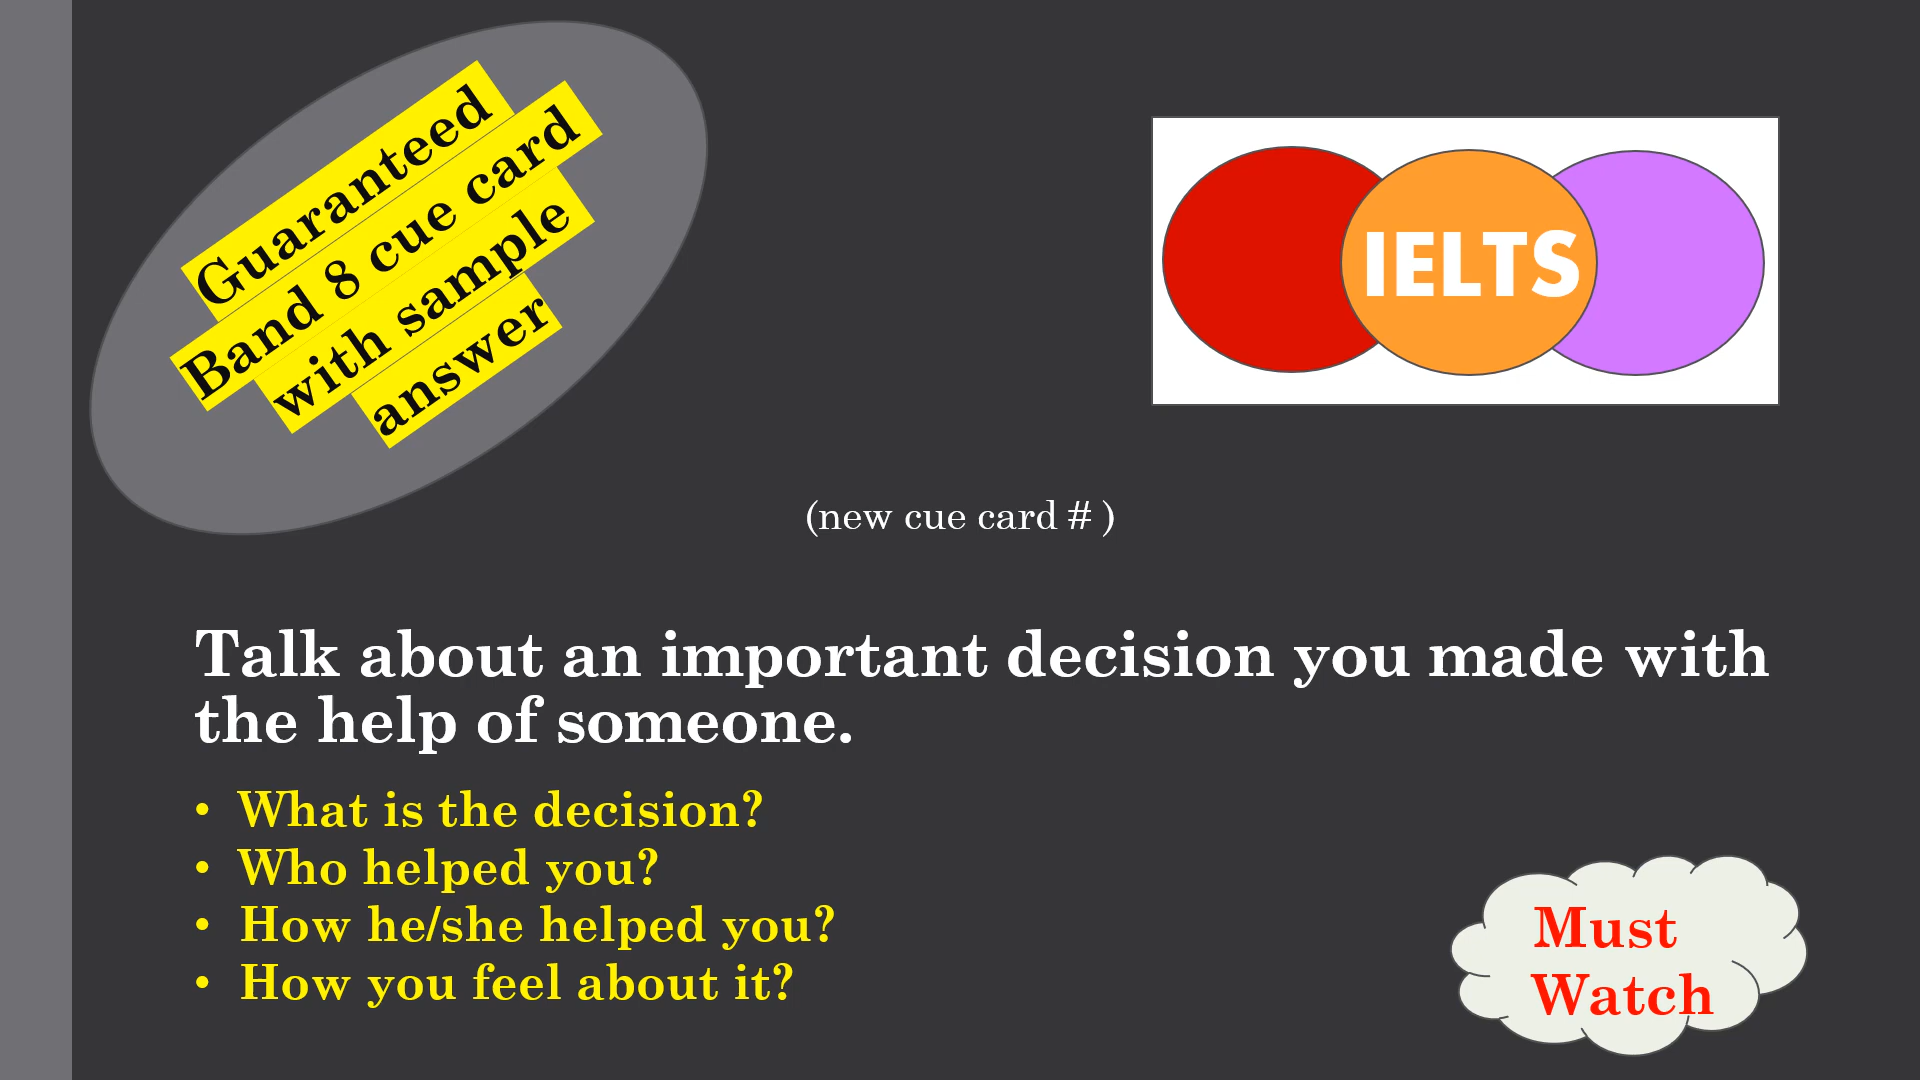 Guaranteed
Band 8 cue card
with sample
answer
IELTS
(new cue card # )
Talk about an important decision you made with
the help of someone.
• What is the decision?
• Who helped you?
• How he/she helped you?
• How you feel about it?
Must
Watch